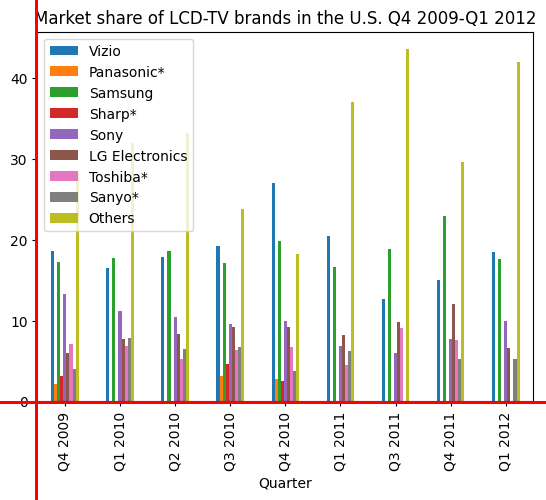 Market share of LCD-TV brands in the U.S. Q4 2009-Q1 2012
Vizio
Panasonic*
Samsung
Sharp*
Sony
LG Electronics
Toshiba*
Sanyo*
Others
40
30
20
10
0
Q4 2009
Q1 2010
Q2 2010
Q3 2010
Q4 2010
Q1 2011
Q3 2011
Q4 2011
Q1 2012
Quarter